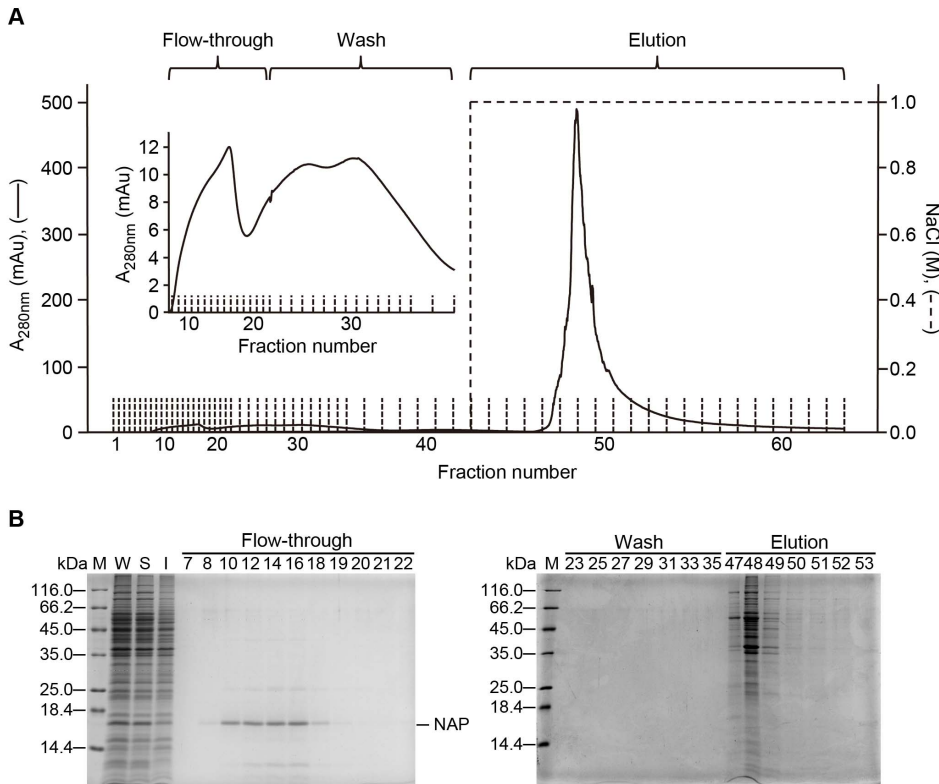 A
Flow-through Wash Elution
500 1.0
12
10
400 0.8
8
6
300 0.6
4
2
200 0.4
0
10 20 30
Fraction number
A280nm (mAu)
100 0.2
0 0.0
1 10 20 30 40 50 60
Fraction number
A280nm (mAu), (——)
NaCl (M), (- - -)
B
Flow-through
kDa M W S I 7 8 10 12 14 16 18 19 20 21 22
116.0
66.2
45.0
35.0
25.0
18.4
14.4
NAP
Wash Elution
kDa M 23 25 27 29 31 33 35 47 48 49 50 51 52 53
116.0
66.2
45.0
35.0
25.0
18.4
14.4